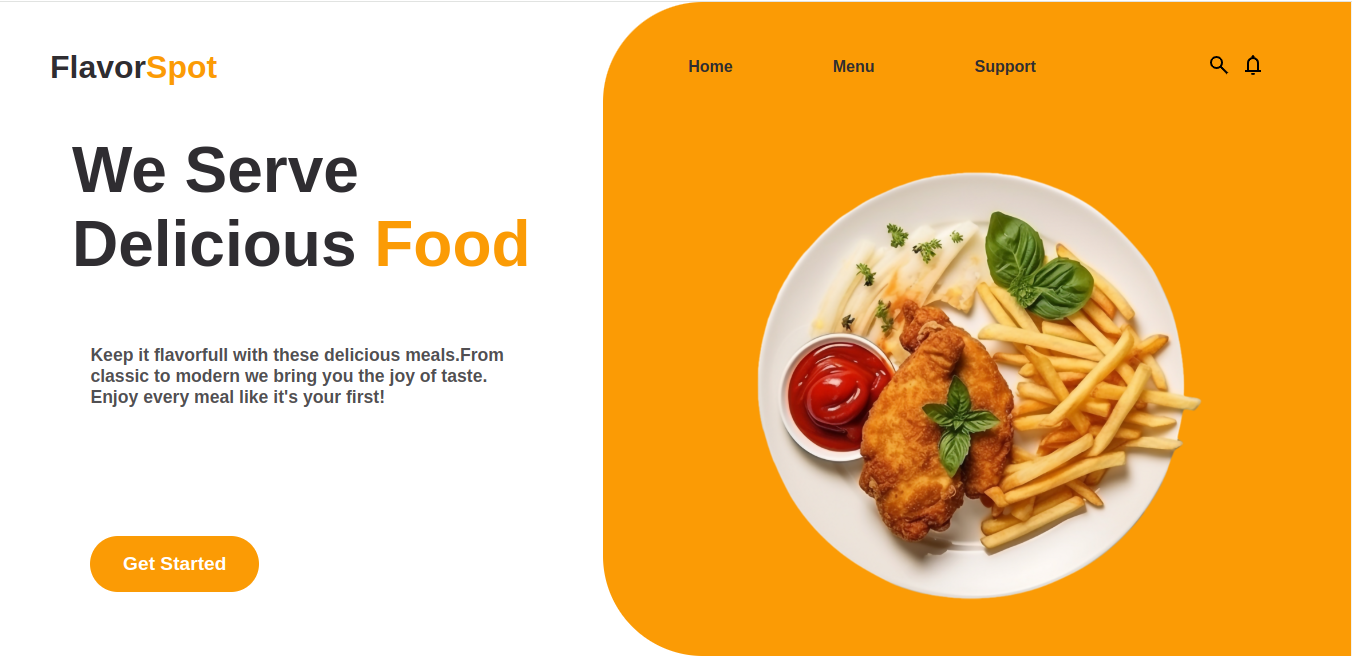 FlavorSpot
Home Menu Support
We Serve
Delicious Food
Keep it flavorfull with these delicious meals.From
classic to modern we bring you the joy of taste.
Enjoy every meal like it's your first!
Get Started